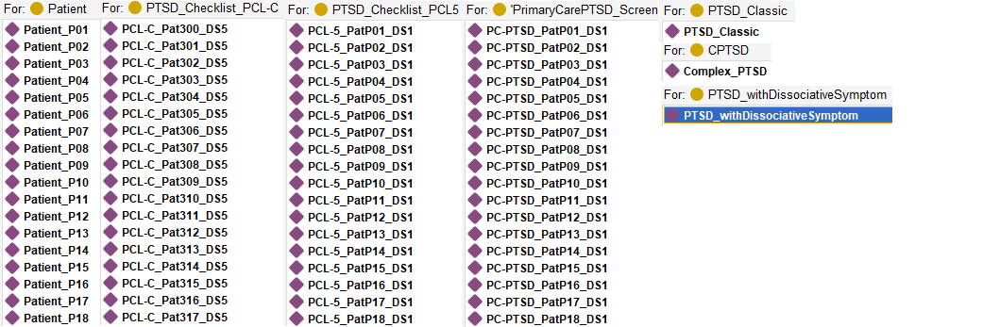 For: Patient
Patient_P01
Patient_P02
Patient_P03
Patient_P04
Patient_P05
Patient_P06
Patient_P07
Patient_P08
Patient_P09
Patient_P10
Patient_P11
Patient_P12
Patient_P13
Patient_P14
Patient_P15
Patient_P16
Patient_P17
Patient_P18
For: PTSD_Checklist_PCL-C
PCL-C_Pat300_DS5
PCL-C_Pat301_DS5
PCL-C_Pat302_DS5
PCL-C_Pat303_DS5
PCL-C_Pat304_DS5
PCL-C_Pat305_DS5
PCL-C_Pat306_DS5
PCL-C_Pat307_DS5
PCL-C_Pat308_DS5
PCL-C_Pat309_DS5
PCL-C_Pat310_DS5
PCL-C_Pat311_DS5
PCL-C_Pat312_DS5
PCL-C_Pat313_DS5
PCL-C_Pat314_DS5
PCL-C_Pat315_DS5
PCL-C_Pat316_DS5
PCL-C_Pat317_DS5
For: PTSD_Checklist_PCL5
PCL-5_PatP01_DS1
PCL-5_PatP02_DS1
PCL-5_PatP03_DS1
PCL-5_PatP04_DS1
PCL-5_PatP05_DS1
PCL-5_PatP06_DS1
PCL-5_PatP07_DS1
PCL-5_PatP08_DS1
PCL-5_PatP09_DS1
PCL-5_PatP10_DS1
PCL-5_PatP11_DS1
PCL-5_PatP12_DS1
PCL-5_PatP13_DS1
PCL-5_PatP14_DS1
PCL-5_PatP15_DS1
PCL-5_PatP16_DS1
PCL-5_PatP17_DS1
PCL-5_PatP18_DS1
For: 'PrimaryCarePTSD_Screen
PC-PTSD_PatP01_DS1
PC-PTSD_PatP02_DS1
PC-PTSD_PatP03_DS1
PC-PTSD_PatP04_DS1
PC-PTSD_PatP05_DS1
PC-PTSD_PatP06_DS1
PC-PTSD_PatP07_DS1
PC-PTSD_PatP08_DS1
PC-PTSD_PatP09_DS1
PC-PTSD_PatP10_DS1
PC-PTSD_PatP11_DS1
PC-PTSD_PatP12_DS1
PC-PTSD_PatP13_DS1
PC-PTSD_PatP14_DS1
PC-PTSD_PatP15_DS1
PC-PTSD_PatP16_DS1
PC-PTSD_PatP17_DS1
PC-PTSD_PatP18_DS1
For: PTSD_Classic
PTSD_Classic
For: CPTSD
Complex_PTSD
For: PTSD_withDissociativeSymptom
PTSD_withDissociativeSymptom